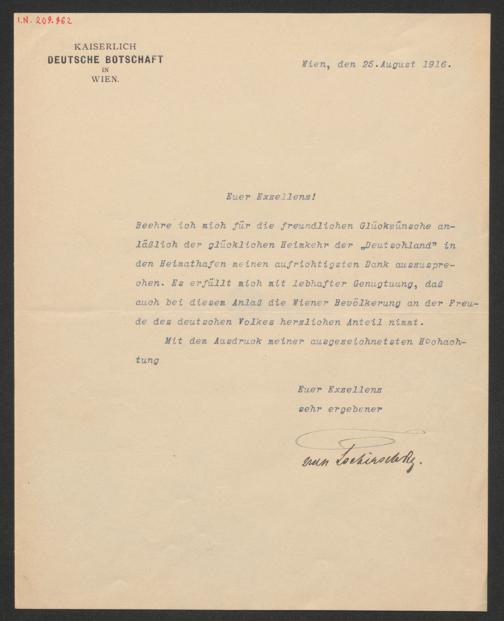 I.N. 209.862
KAISERLICH
DEUTSCHE BOTSCHAFT
IN
WIEN.
Wien, den 25.August 1916.
Euer Exzellenz!
Beehre ich mich für die freundlichen Glückwünsche an-
läßlich der glücklichen Heimkehr der „Deutschland" in
den Heimathafen meinen aufrichtigsten Dank auszuspre-
chen. Es erfüllt mich mit lebhafter Genugtuung, daß
auch bei diesem Anlaß die Wiener Bevölkerung an der Freu-
de des deutschen Volkes herzlichen Anteil nimmt.
Mit dem Ausdruck meiner ausgezeichnetsten Hochach-
tung
Euer Exzellenz
sehr ergebener
von Tschirschky.